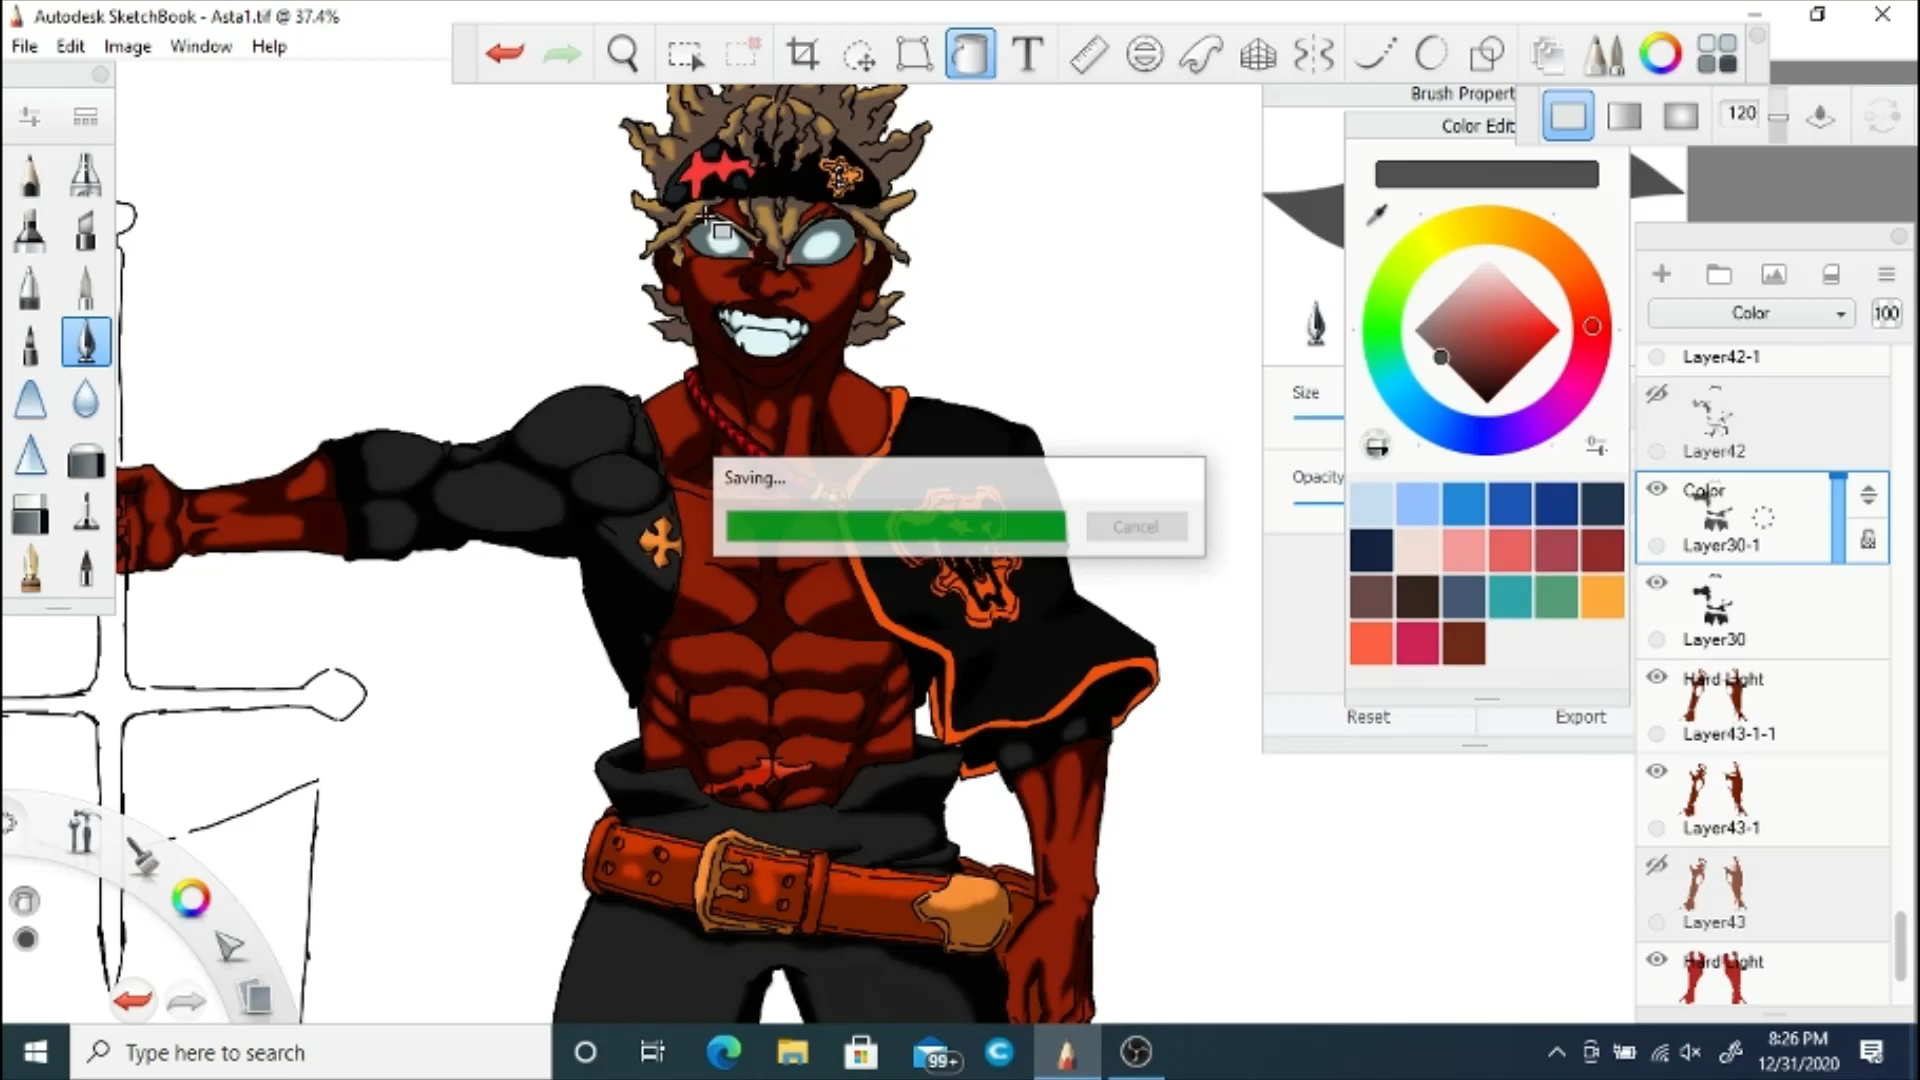 Autodesk SketchBook - Asta1.tif @ 37.4%
File Edit Image Window Help
T
Brush Propert
120
Color Edit
Color
100
Layer42-1
Size
Layer42
Saving...
Opacity
Color
Cancel
Layer30-1
Layer30
Hard Light
Reset
Export
Layer43-1-1
Layer43-1
Layer43
Hard Light
Type here to search
99+
8:26 PM
12/31/2020